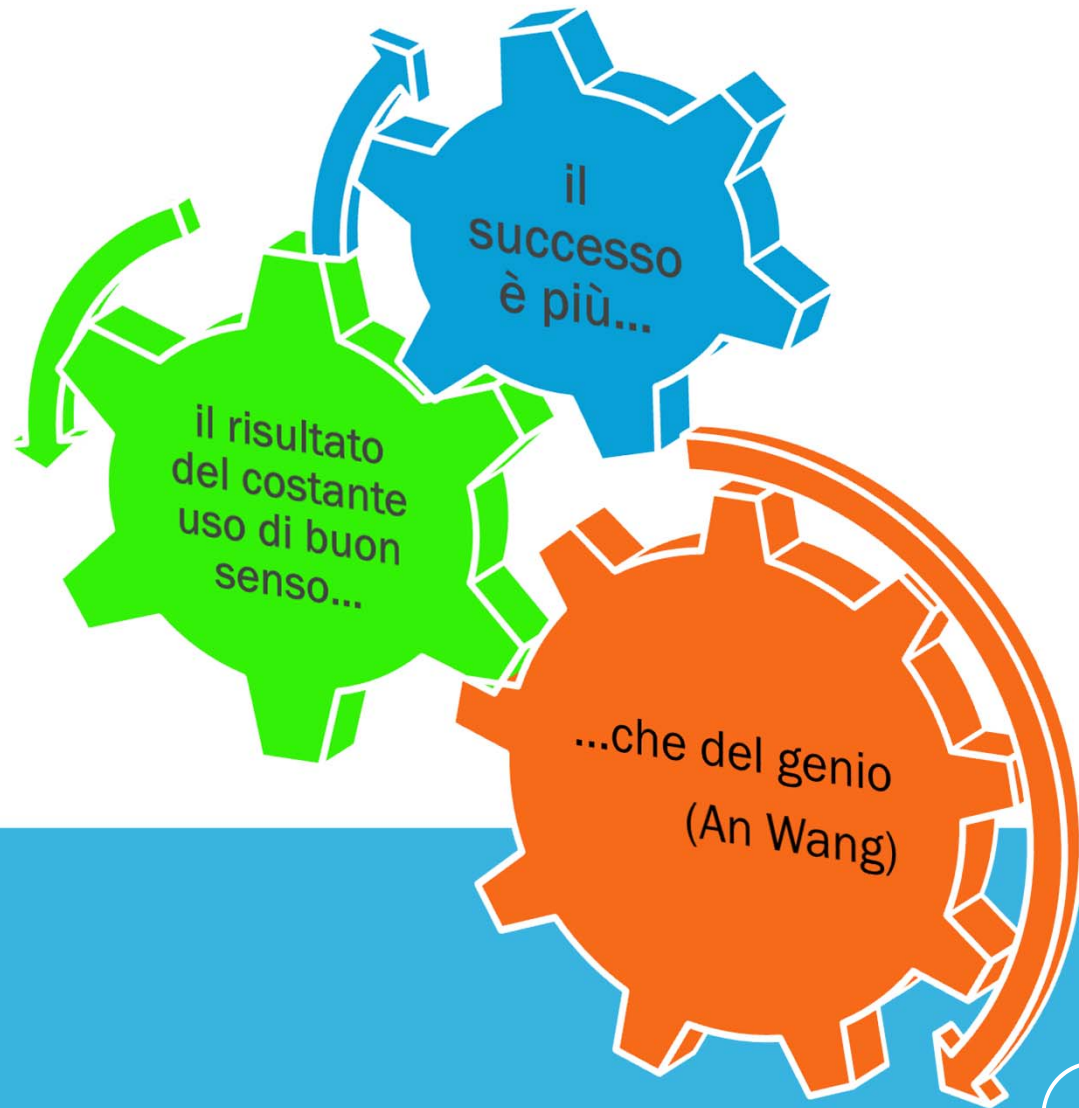 il
successo
è più...
il risultato
del costante
uso di buon
senso...
...che del genio
(An Wang)